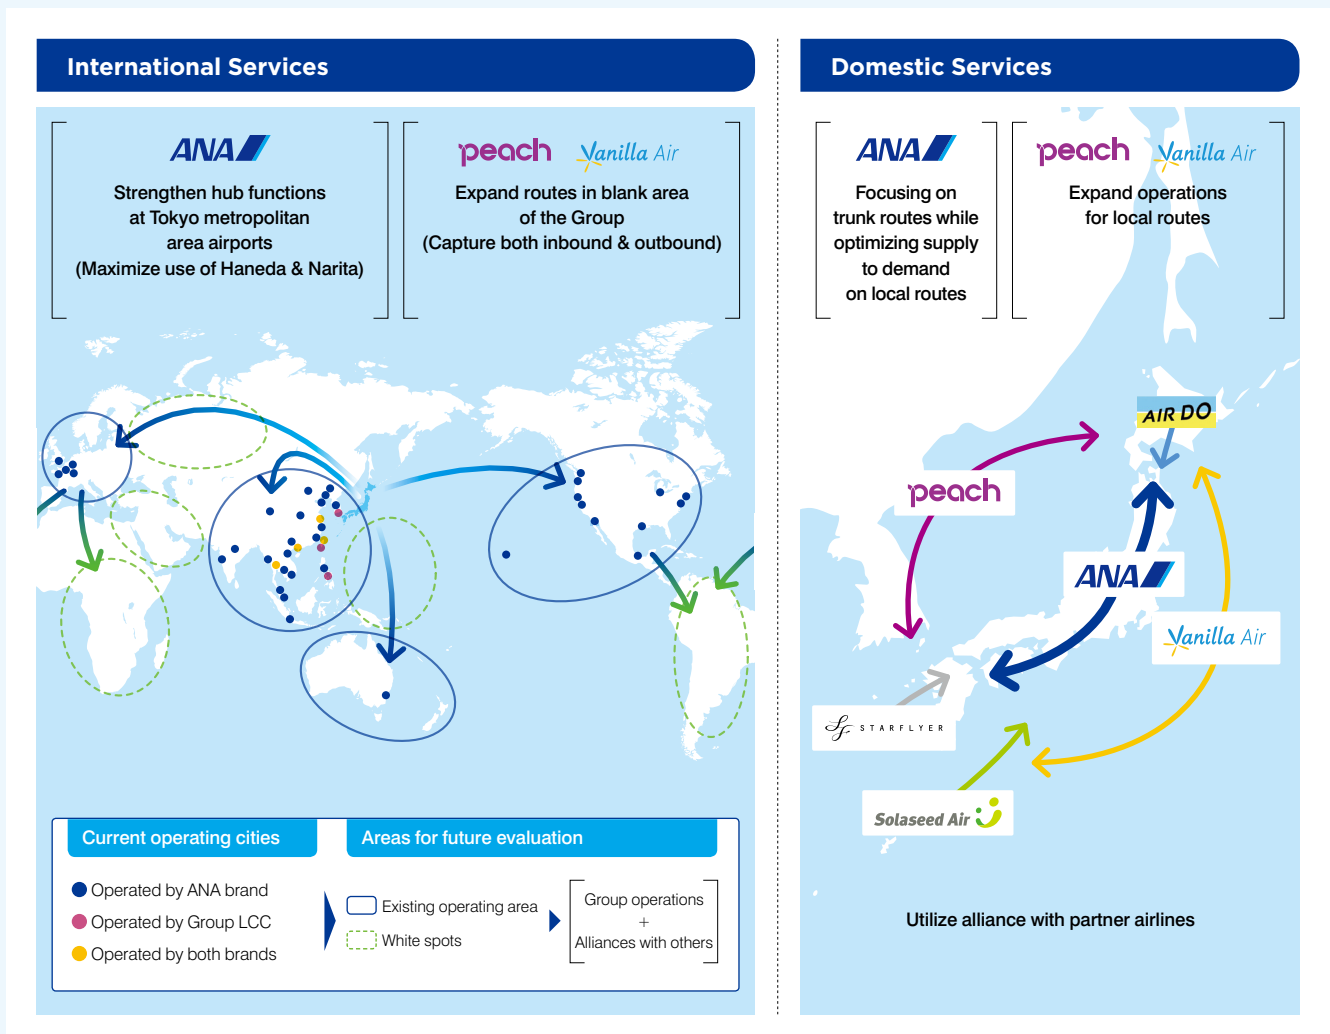 International Services
ANA
Strengthen hub functions
at Tokyo metropolitan
area airports
(Maximize use of Haneda & Narita)
peach Vanilla Air
Expand routes in blank area
of the Group
(Capture both inbound & outbound)
Current operating cities
Operated by ANA brand
Operated by Group LCC
Operated by both brands
Areas for future evaluation
Existing operating area
White spots
Group operations
+
Alliances with others
Domestic Services
ANA
Focusing on
trunk routes while
optimizing supply
to demand
on local routes
peach Vanilla Air
Expand operations
for local routes
AIR DO
peach
ANA
Vanilla Air
STARFLYER
Solaseed Air
Utilize alliance with partner airlines